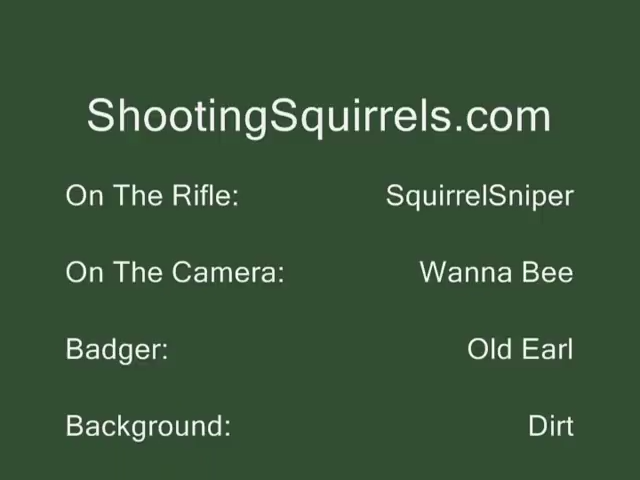 ShootingSquirrels.com
On The Rifle: SquirrelSniper
On The Camera: Wanna Bee
Badger: Old Earl
Background: Dirt